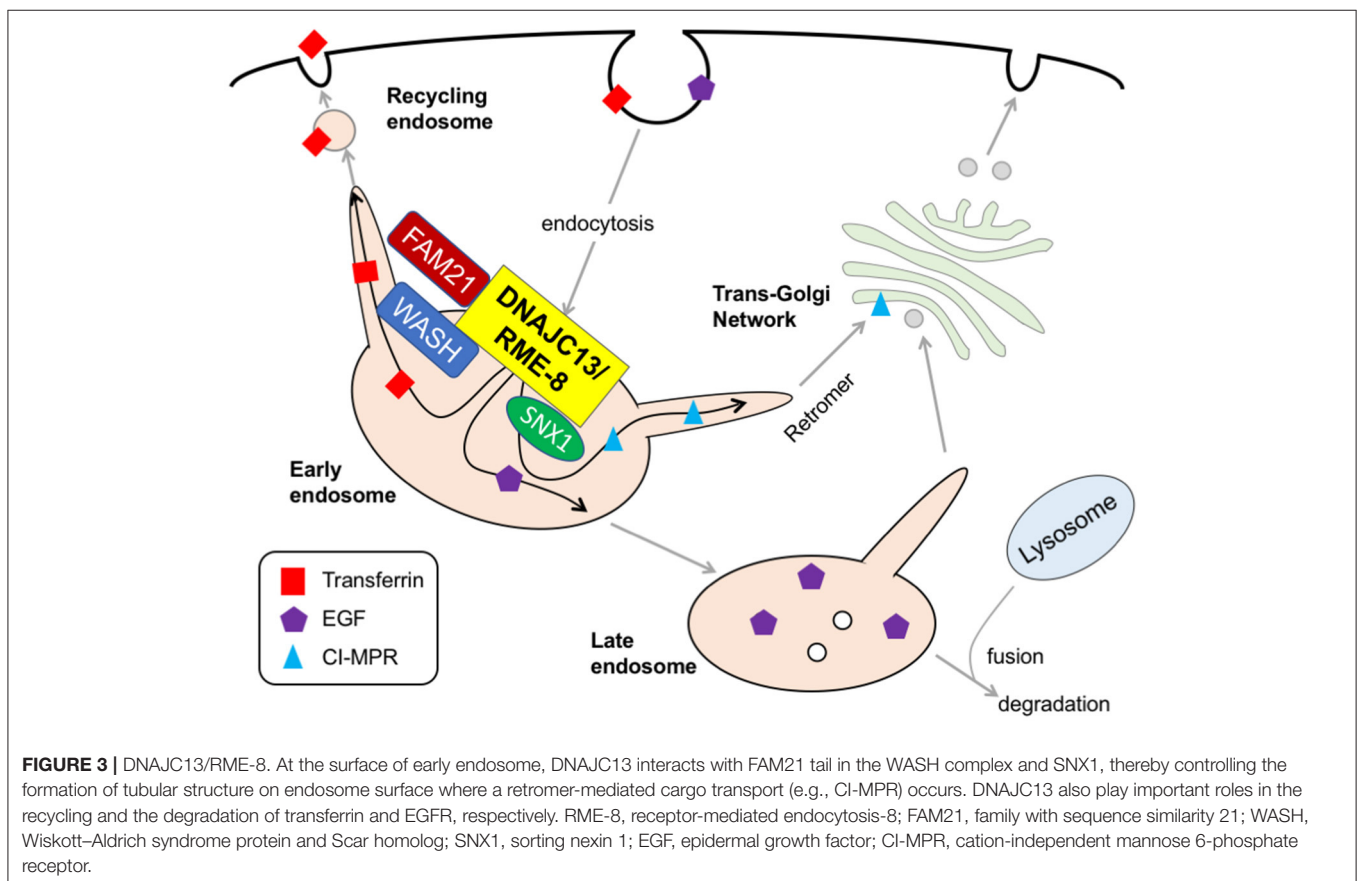 Recycling
endosome
endocytosis
FAM21
WASH
DNAJC13/
RME-8
SNX1
Trans-Golgi
Network
Retromer
Early
endosome
Lysosome
Late
endosome
fusion
degradation
Transferrin
EGF
CI-MPR
FIGURE 3 | DNAJC13/RME-8. At the surface of early endosome, DNAJC13 interacts with FAM21 tail in the WASH complex and SNX1, thereby controlling the
formation of tubular structure on endosome surface where a retromer-mediated cargo transport (e.g., CI-MPR) occurs. DNAJC13 also play important roles in the
recycling and the degradation of transferrin and EGFR, respectively. RME-8, receptor-mediated endocytosis-8; FAM21, family with sequence similarity 21; WASH,
Wiskott–Aldrich syndrome protein and Scar homolog; SNX1, sorting nexin 1; EGF, epidermal growth factor; CI-MPR, cation-independent mannose 6-phosphate
receptor.